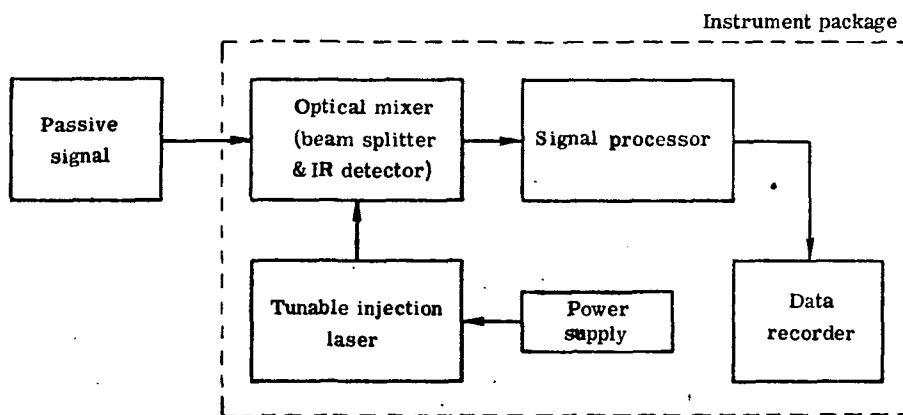 Instrument package
Passive
signal
Optical mixer
(beam splitter
& IR detector)
Signal processor
Tunable injection
laser
Power
supply
Data
recorder